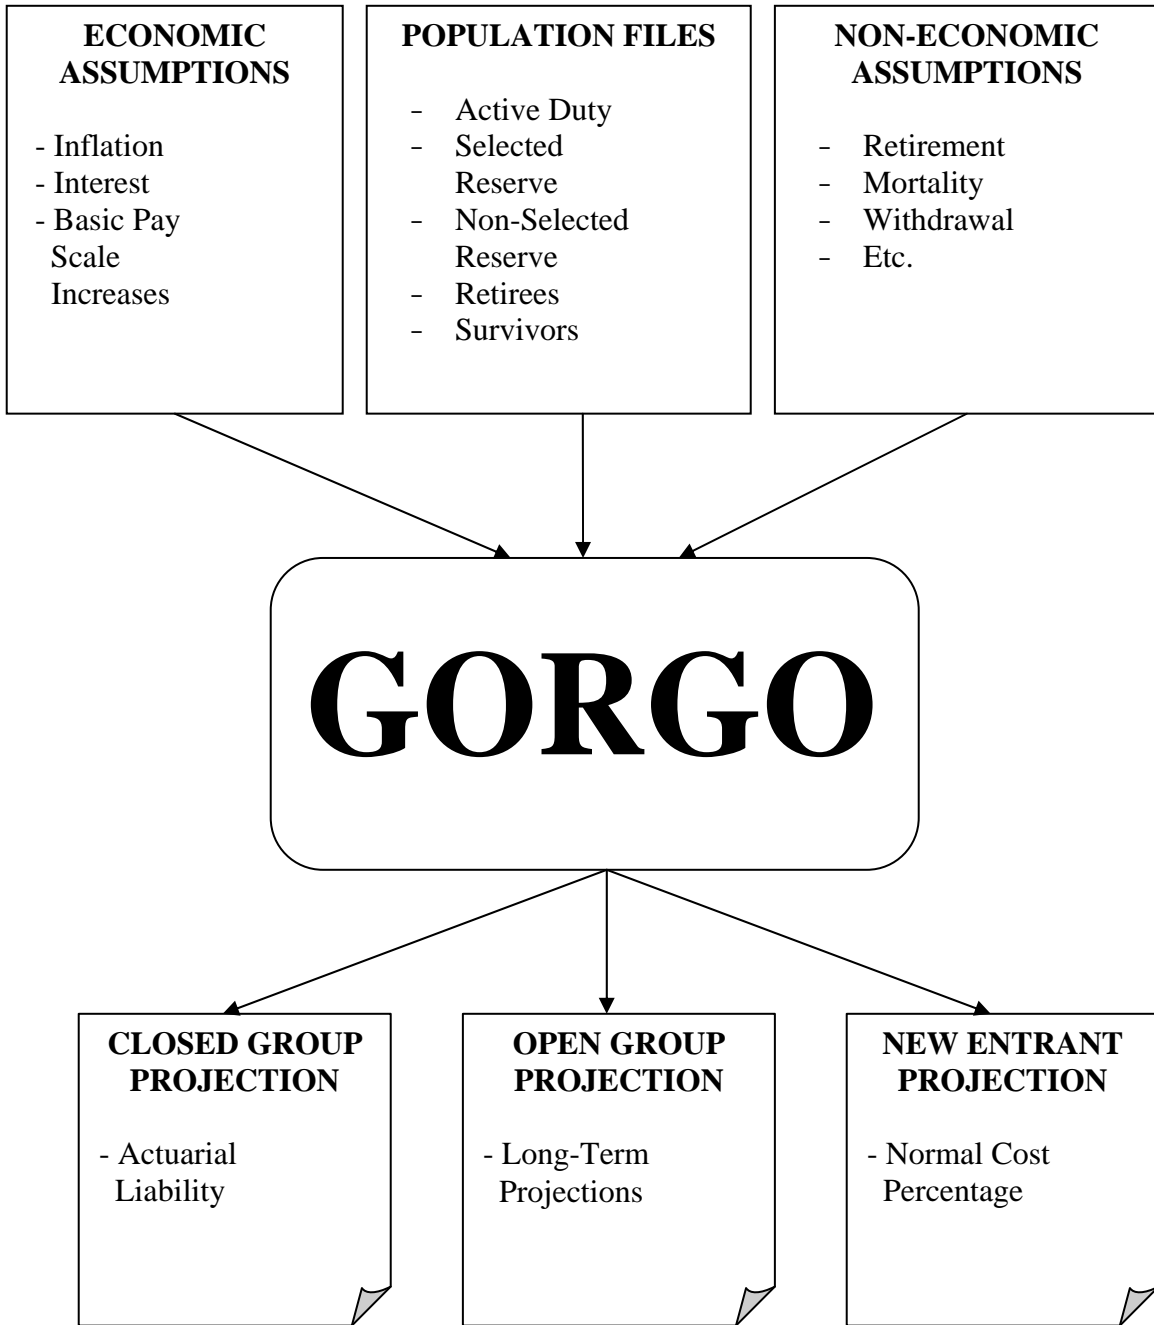 ECONOMIC
ASSUMPTIONS
- Inflation
- Interest
- Basic Pay
Scale
Increases
POPULATION FILES
- Active Duty
- Selected
Reserve
- Non-Selected
Reserve
- Retirees
- Survivors
NON-ECONOMIC
ASSUMPTIONS
- Retirement
- Mortality
- Withdrawal
- Etc.
GORGO
CLOSED GROUP
PROJECTION
- Actuarial
Liability
OPEN GROUP
PROJECTION
- Long-Term
Projections
NEW ENTRANT
PROJECTION
- Normal Cost
Percentage